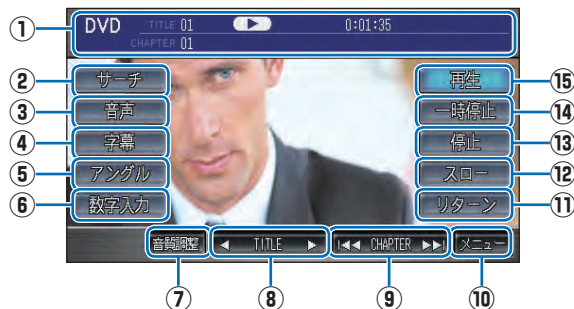 ① DVD TITLE 01 0:01:35
CHAPTER 01
② サーチ 再生 ⑮
③ 音声 一時停止 ⑭
④ 字幕 停止 ⑬
⑤ アングル スロー ⑫
⑥ 数字入力 リターン ⑪
音質調整 ◀ TITLE ▶ I◀◀ CHAPTER ▶▶I メニュー
⑦ ⑧ ⑨ ⑩